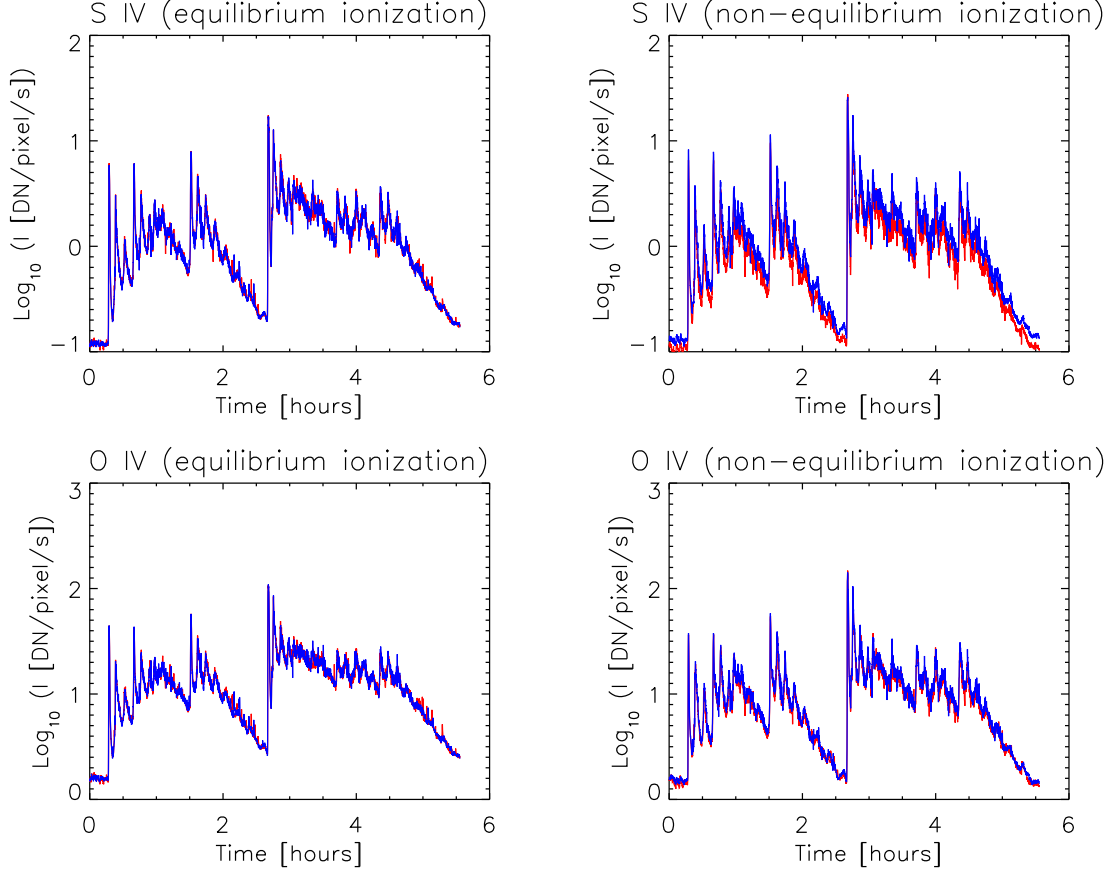 S IV (equilibrium ionization)
2
1
0
−1
Log10 (I [DN/pixel/s])
0 2 4 6
Time [hours]
S IV (non−equilibrium ionization)
2
1
0
−1
Log10 (I [DN/pixel/s])
0 2 4 6
Time [hours]
O IV (equilibrium ionization)
3
2
1
0
Log10 (I [DN/pixel/s])
0 2 4 6
Time [hours]
O IV (non−equilibrium ionization)
3
2
1
0
Log10 (I [DN/pixel/s])
0 2 4 6
Time [hours]